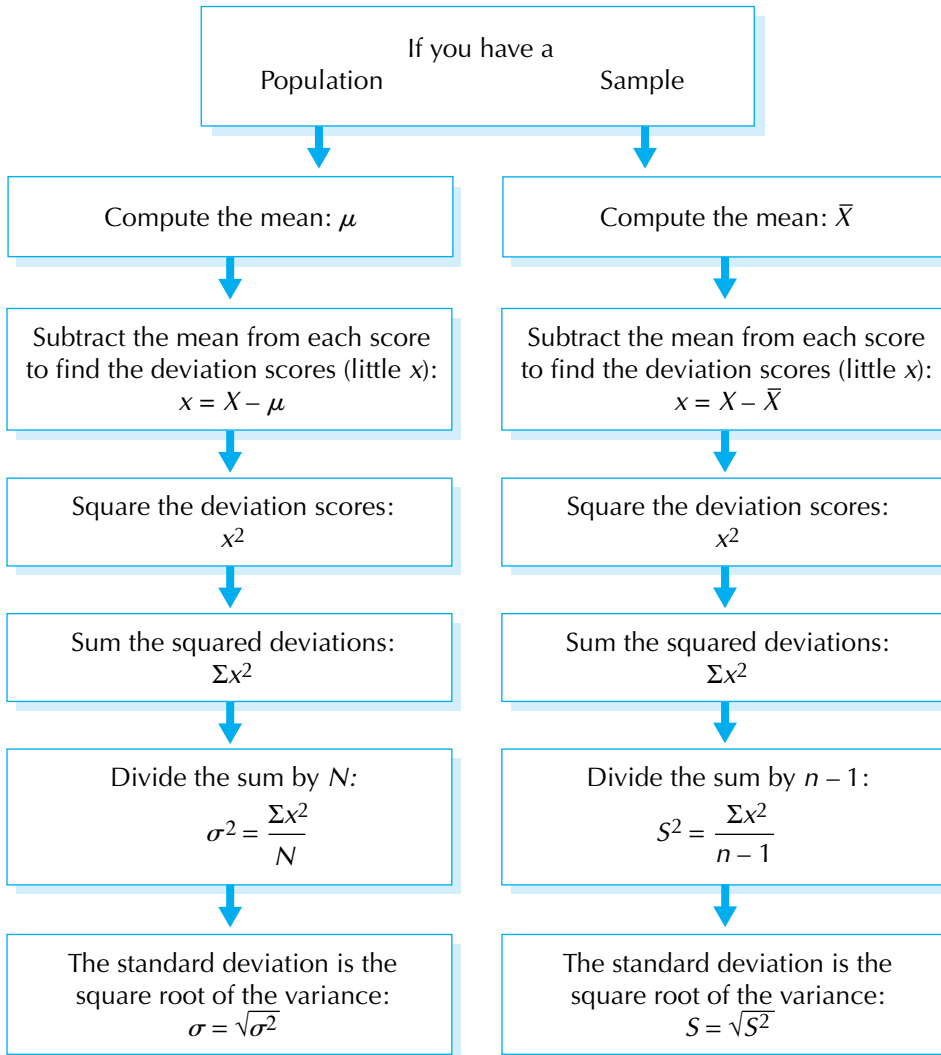 If you have a
Population Sample
Compute the mean: μ
Subtract the mean from each score
to find the deviation scores (little x):
x = X – μ
Square the deviation scores:
x²
Sum the squared deviations:
Σx²
Divide the sum by N:
σ² = Σx² / N
The standard deviation is the
square root of the variance:
σ = √σ²
Compute the mean: X̄
Subtract the mean from each score
to find the deviation scores (little x):
x = X – X̄
Square the deviation scores:
x²
Sum the squared deviations:
Σx²
Divide the sum by n – 1:
S² = Σx² / n – 1
The standard deviation is the
square root of the variance:
S = √S²